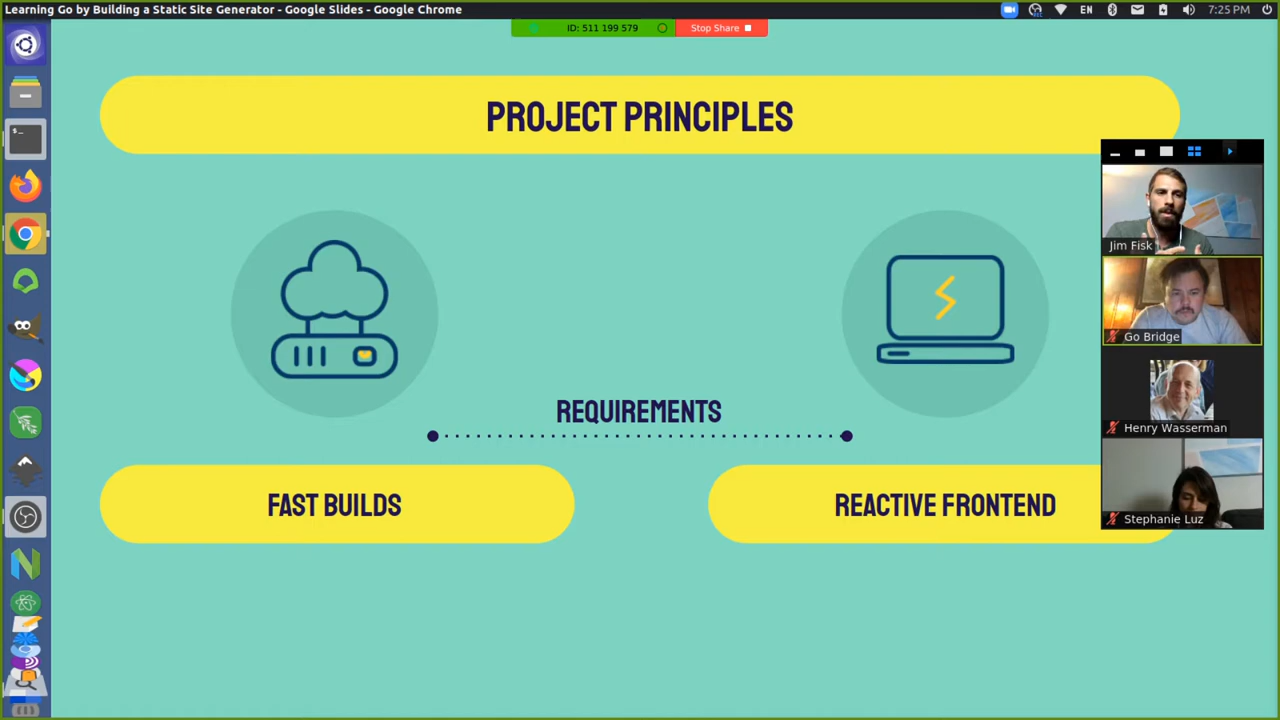 Learning Go by Building a Static Site Generator - Google Slides - Google Chrome
EN
7:25 PM
ID: 511 199 579
Stop Share
PROJECT PRINCIPLES
Jim Fisk
Go Bridge
Henry Wasserman
Stephanie Luz
REQUIREMENTS
FAST BUILDS
REACTIVE FRONTEND